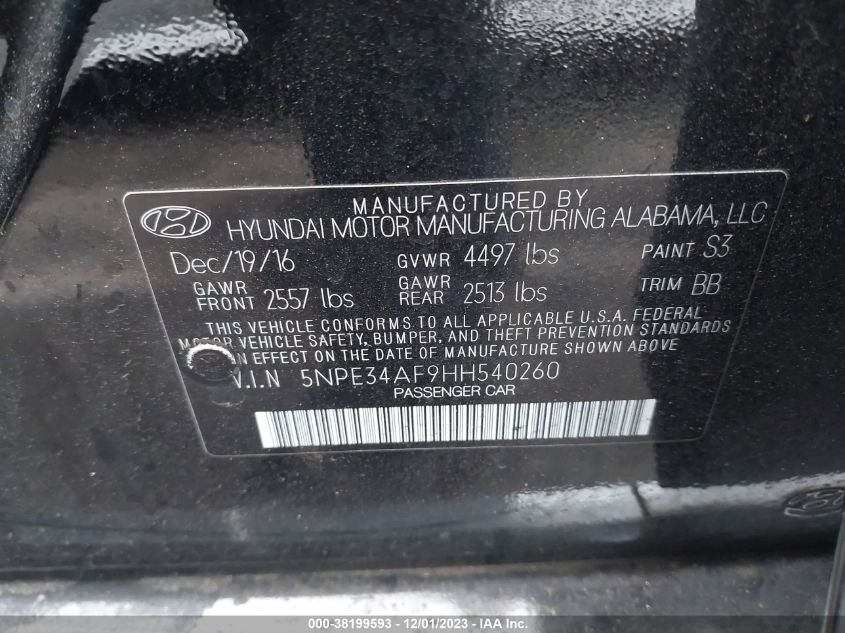 MANUFACTURED BY
HYUNDAI MOTOR MANUFACTURING ALABAMA, LLC
Dec/19/16 GVWR 4497 lbs PAINT S3
GAWR FRONT 2557 lbs GAWR REAR 2513 lbs TRIM BB
THIS VEHICLE CONFORMS TO ALL APPLICABLE U.S.A. FEDERAL
MOTOR VEHICLE SAFETY, BUMPER, AND THEFT PREVENTION STANDARDS
IN EFFECT ON THE DATE OF MANUFACTURE SHOWN ABOVE.
V.I.N 5NPE34AF9HH540260
PASSENGER CAR
000-38199593 - 12/01/2023 - IAA Inc.